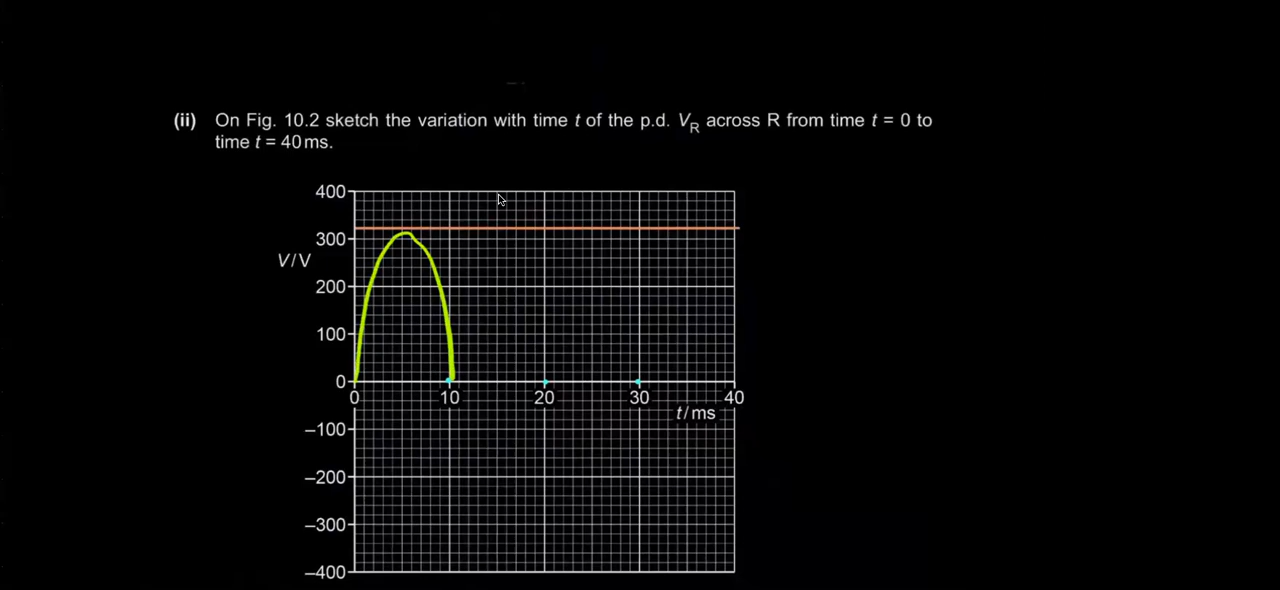 (ii) On Fig. 10.2 sketch the variation with time t of the p.d. VR across R from time t = 0 to
time t = 40 ms.
400
300
V/V
200
100
0
0 10 20 30 40
t/ms
–100
–200
–300
–400